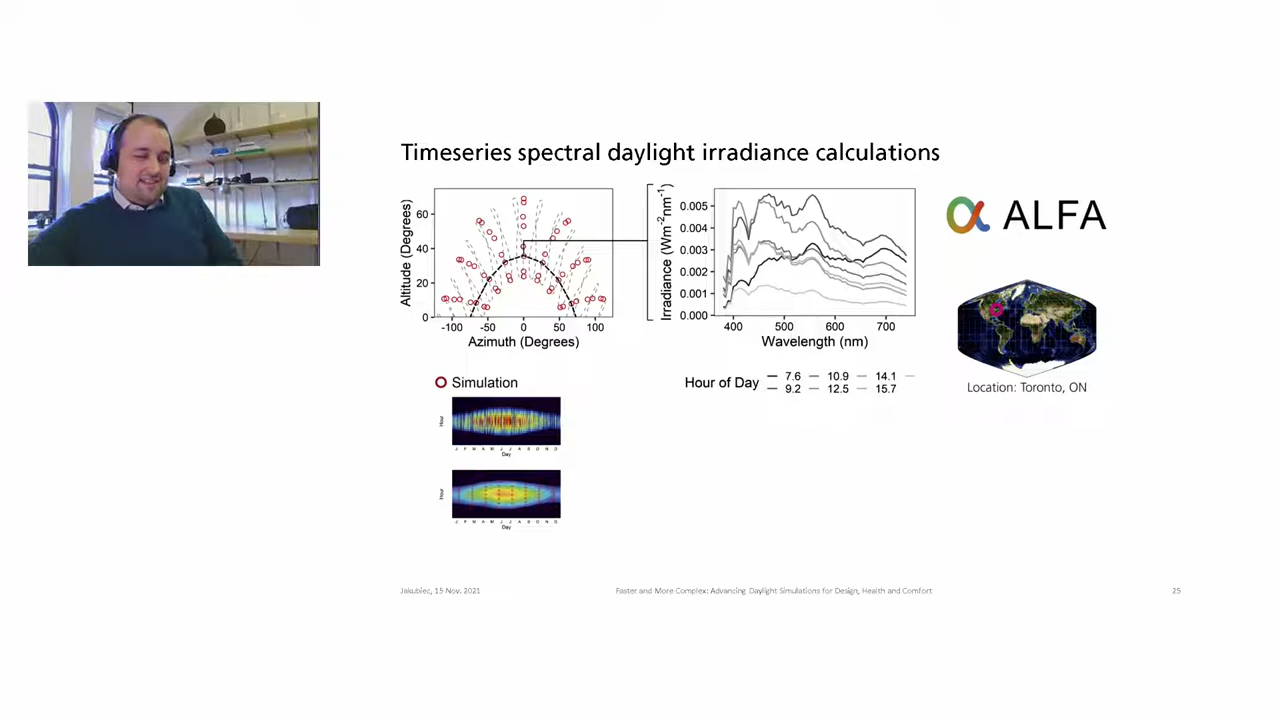 Timeseries spectral daylight irradiance calculations
Altitude (Degrees)
60
40
20
0
-100 -50 0 50 100
Azimuth (Degrees)
Irradiance (Wm⁻²nm⁻¹)
0.005
0.004
0.003
0.002
0.001
0.000
400 500 600 700
Wavelength (nm)
ALFA
Simulation
Hour of Day
7.6 10.9 14.1
9.2 12.5 15.7
Location: Toronto, ON
Hour
J F M A M J J A S O N D
Day
Hour
J F M A M J J A S O N D
Day
Jakubiec, 15 Nov. 2021
Faster and More Complex: Advancing Daylight Simulations for Design, Health and Comfort
25